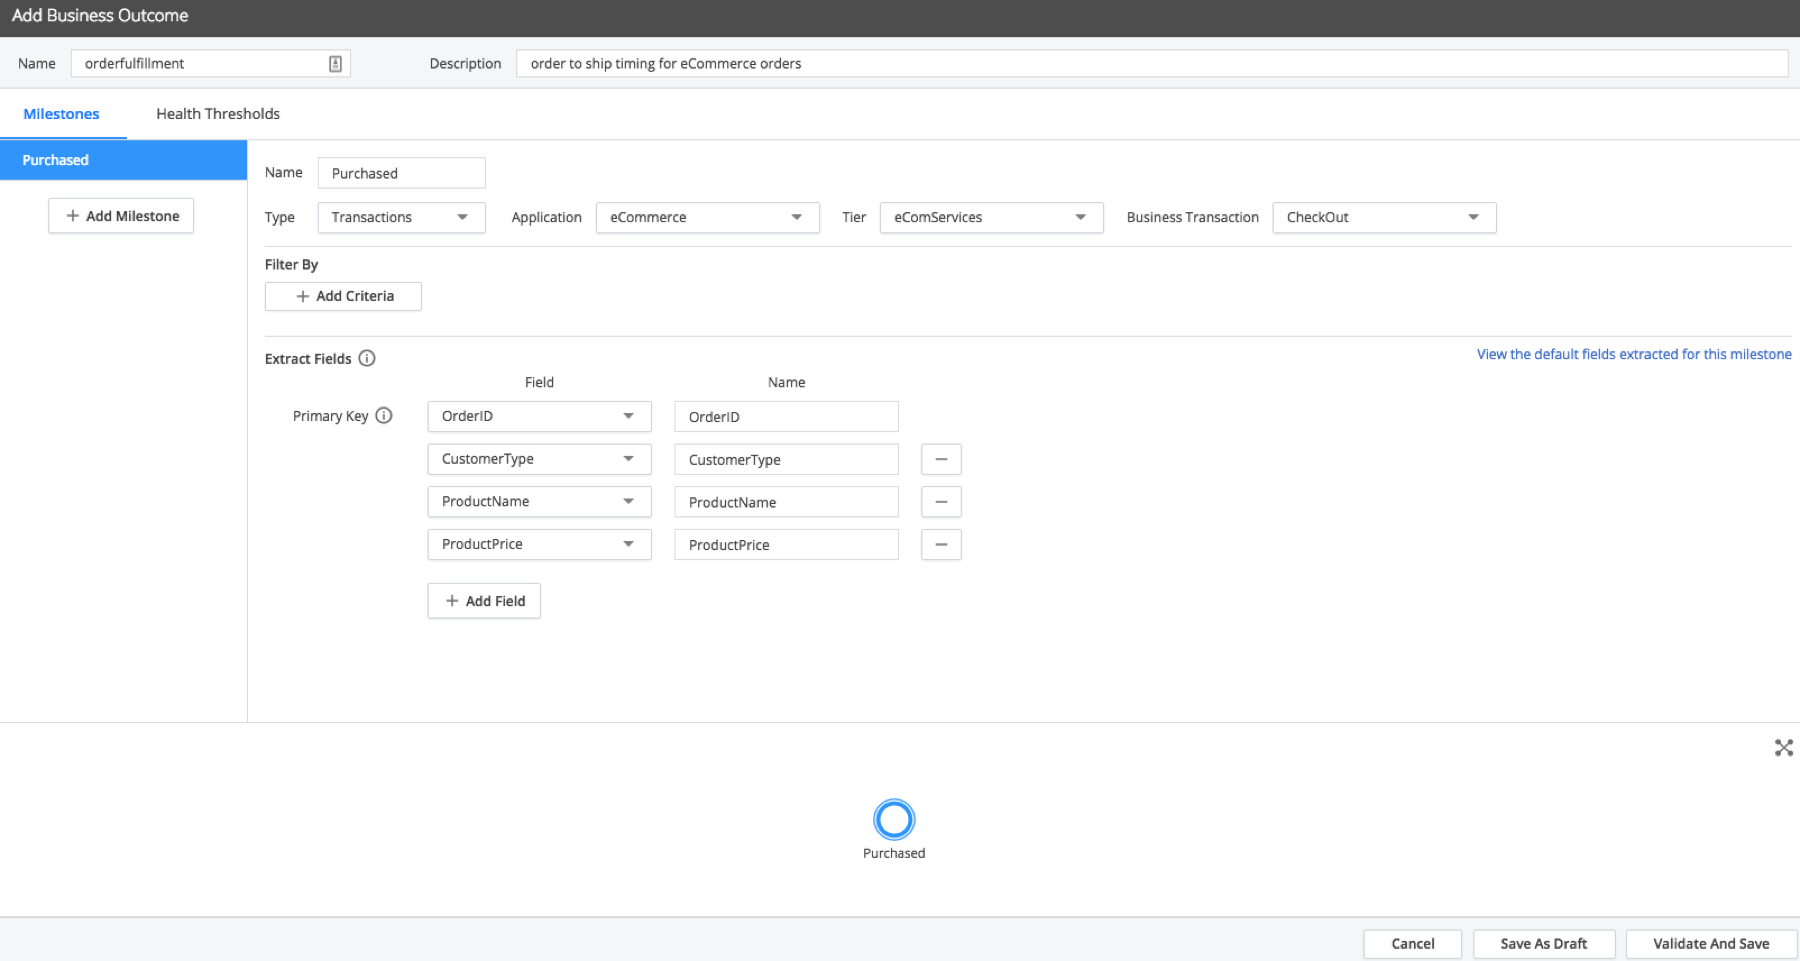 Add Business Outcome
Name orderfulfillment Description order to ship timing for eCommerce orders
Milestones Health Thresholds
Purchased
+ Add Milestone
Name Purchased
Type Transactions Application eCommerce Tier eComServices Business Transaction CheckOut
Filter By
+ Add Criteria
Extract Fields View the default fields extracted for this milestone
Field Name
Primary Key OrderID OrderID
CustomerType CustomerType
ProductName ProductName
ProductPrice ProductPrice
+ Add Field
Purchased
Cancel Save As Draft Validate And Save